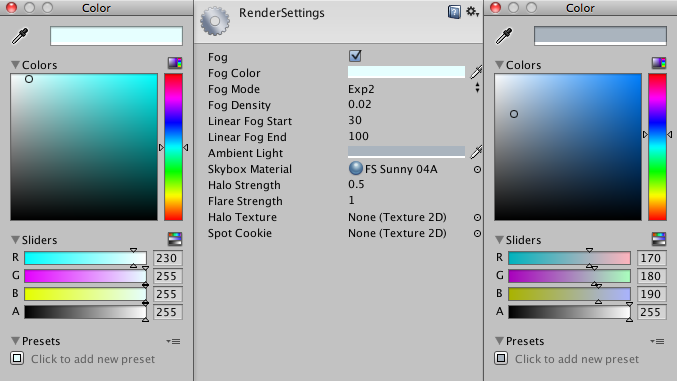 Color
Colors
Sliders
R 230
G 255
B 255
A 255
Presets
Click to add new preset
RenderSettings
Fog
Fog Color
Fog Mode Exp2
Fog Density 0.02
Linear Fog Start 30
Linear Fog End 100
Ambient Light
Skybox Material FS Sunny 04A
Halo Strength 0.5
Flare Strength 1
Halo Texture None (Texture 2D)
Spot Cookie None (Texture 2D)
Color
Colors
Sliders
R 170
G 180
B 190
A 255
Presets
Click to add new preset